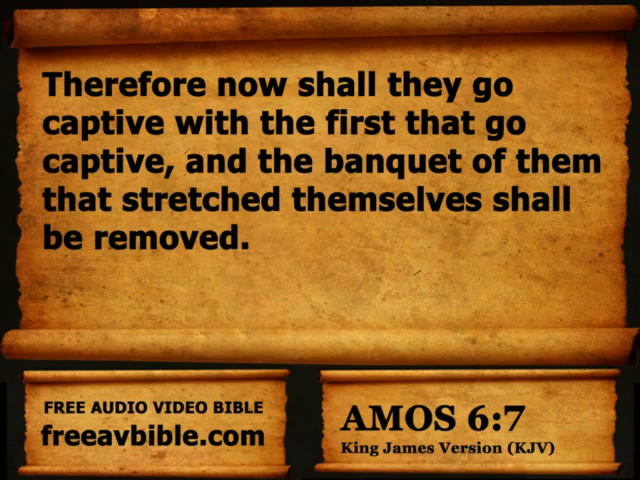 Therefore now shall they go
captive with the first that go
captive, and the banquet of them
that stretched themselves shall
be removed.
FREE AUDIO VIDEO BIBLE
freeavbible.com
AMOS 6:7
King James Version (KJV)